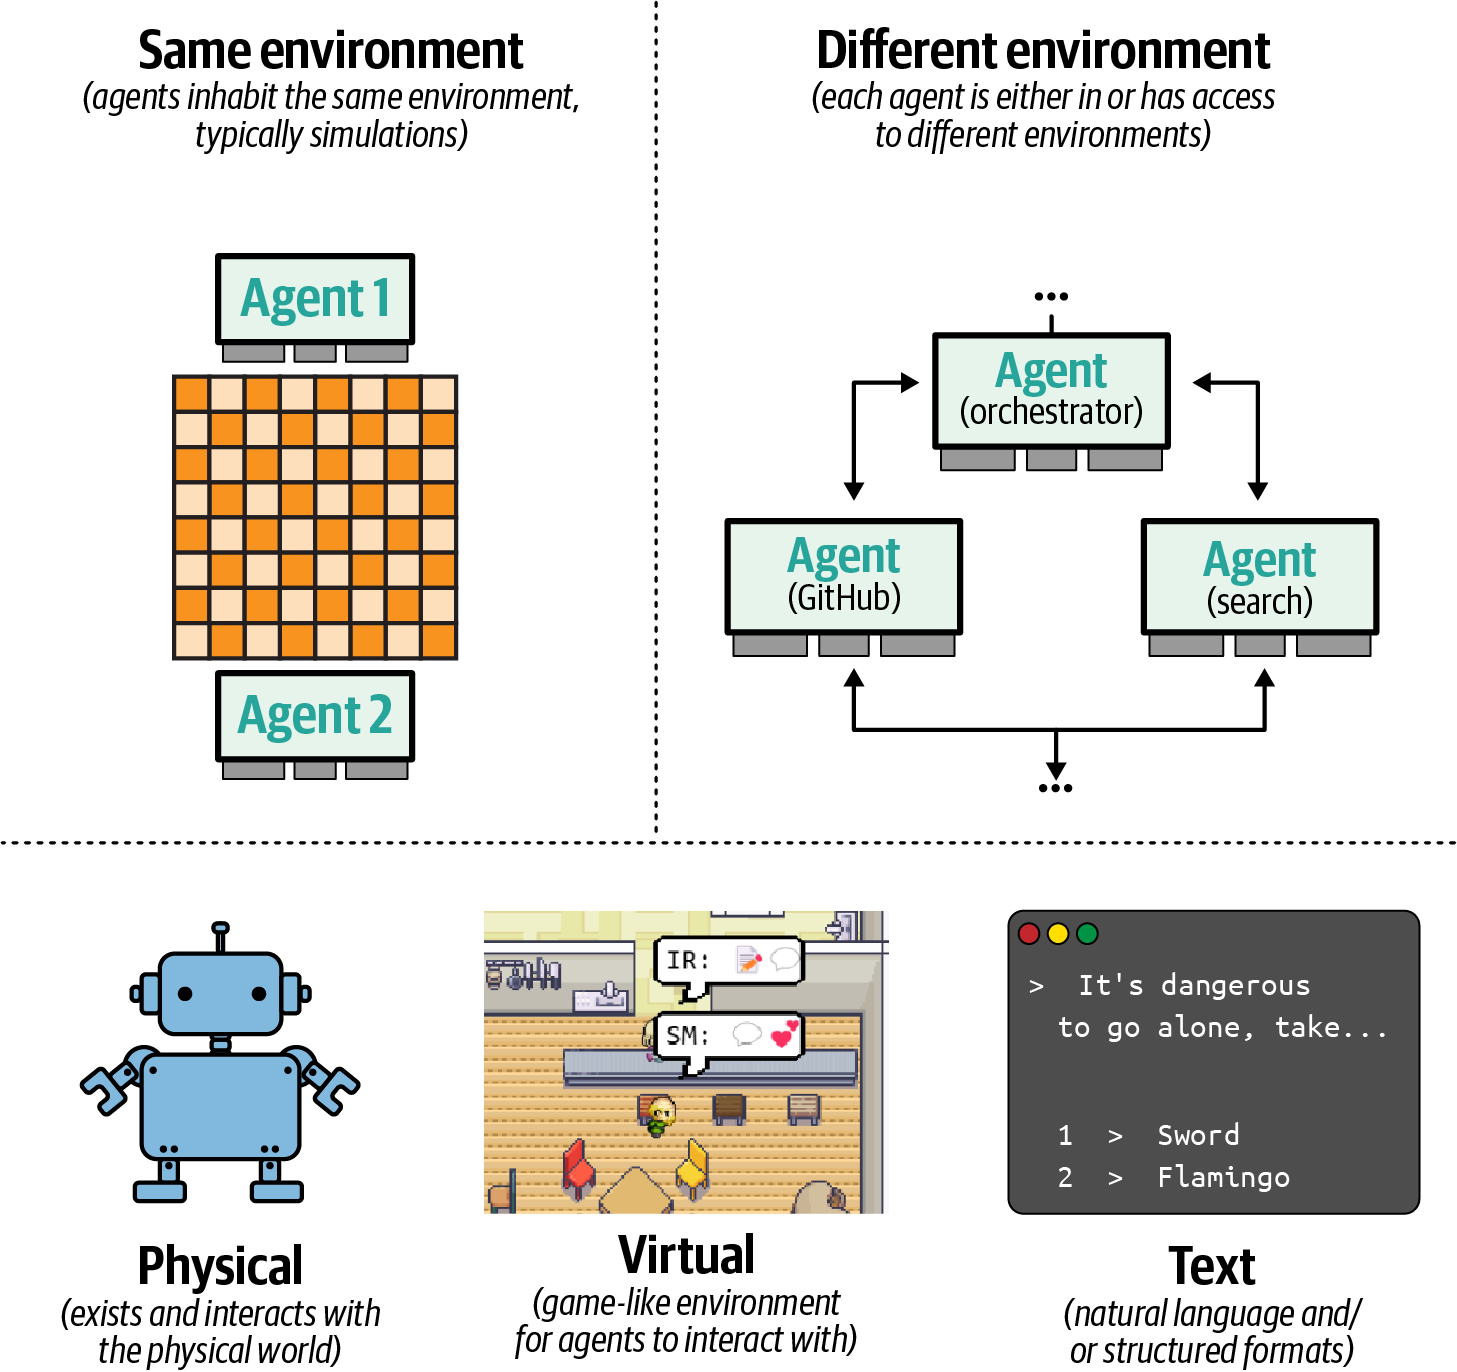 Same environment
(agents inhabit the same environment,
typically simulations)
Different environment
(each agent is either in or has access
to different environments)
Agent 1
Agent 2
...
Agent
(orchestrator)
Agent
(GitHub)
Agent
(search)
...
IR:
SM:
> It's dangerous
to go alone, take...
1 > Sword
2 > Flamingo
Physical
(exists and interacts with
the physical world)
Virtual
(game-like environment
for agents to interact with)
Text
(natural language and/
or structured formats)